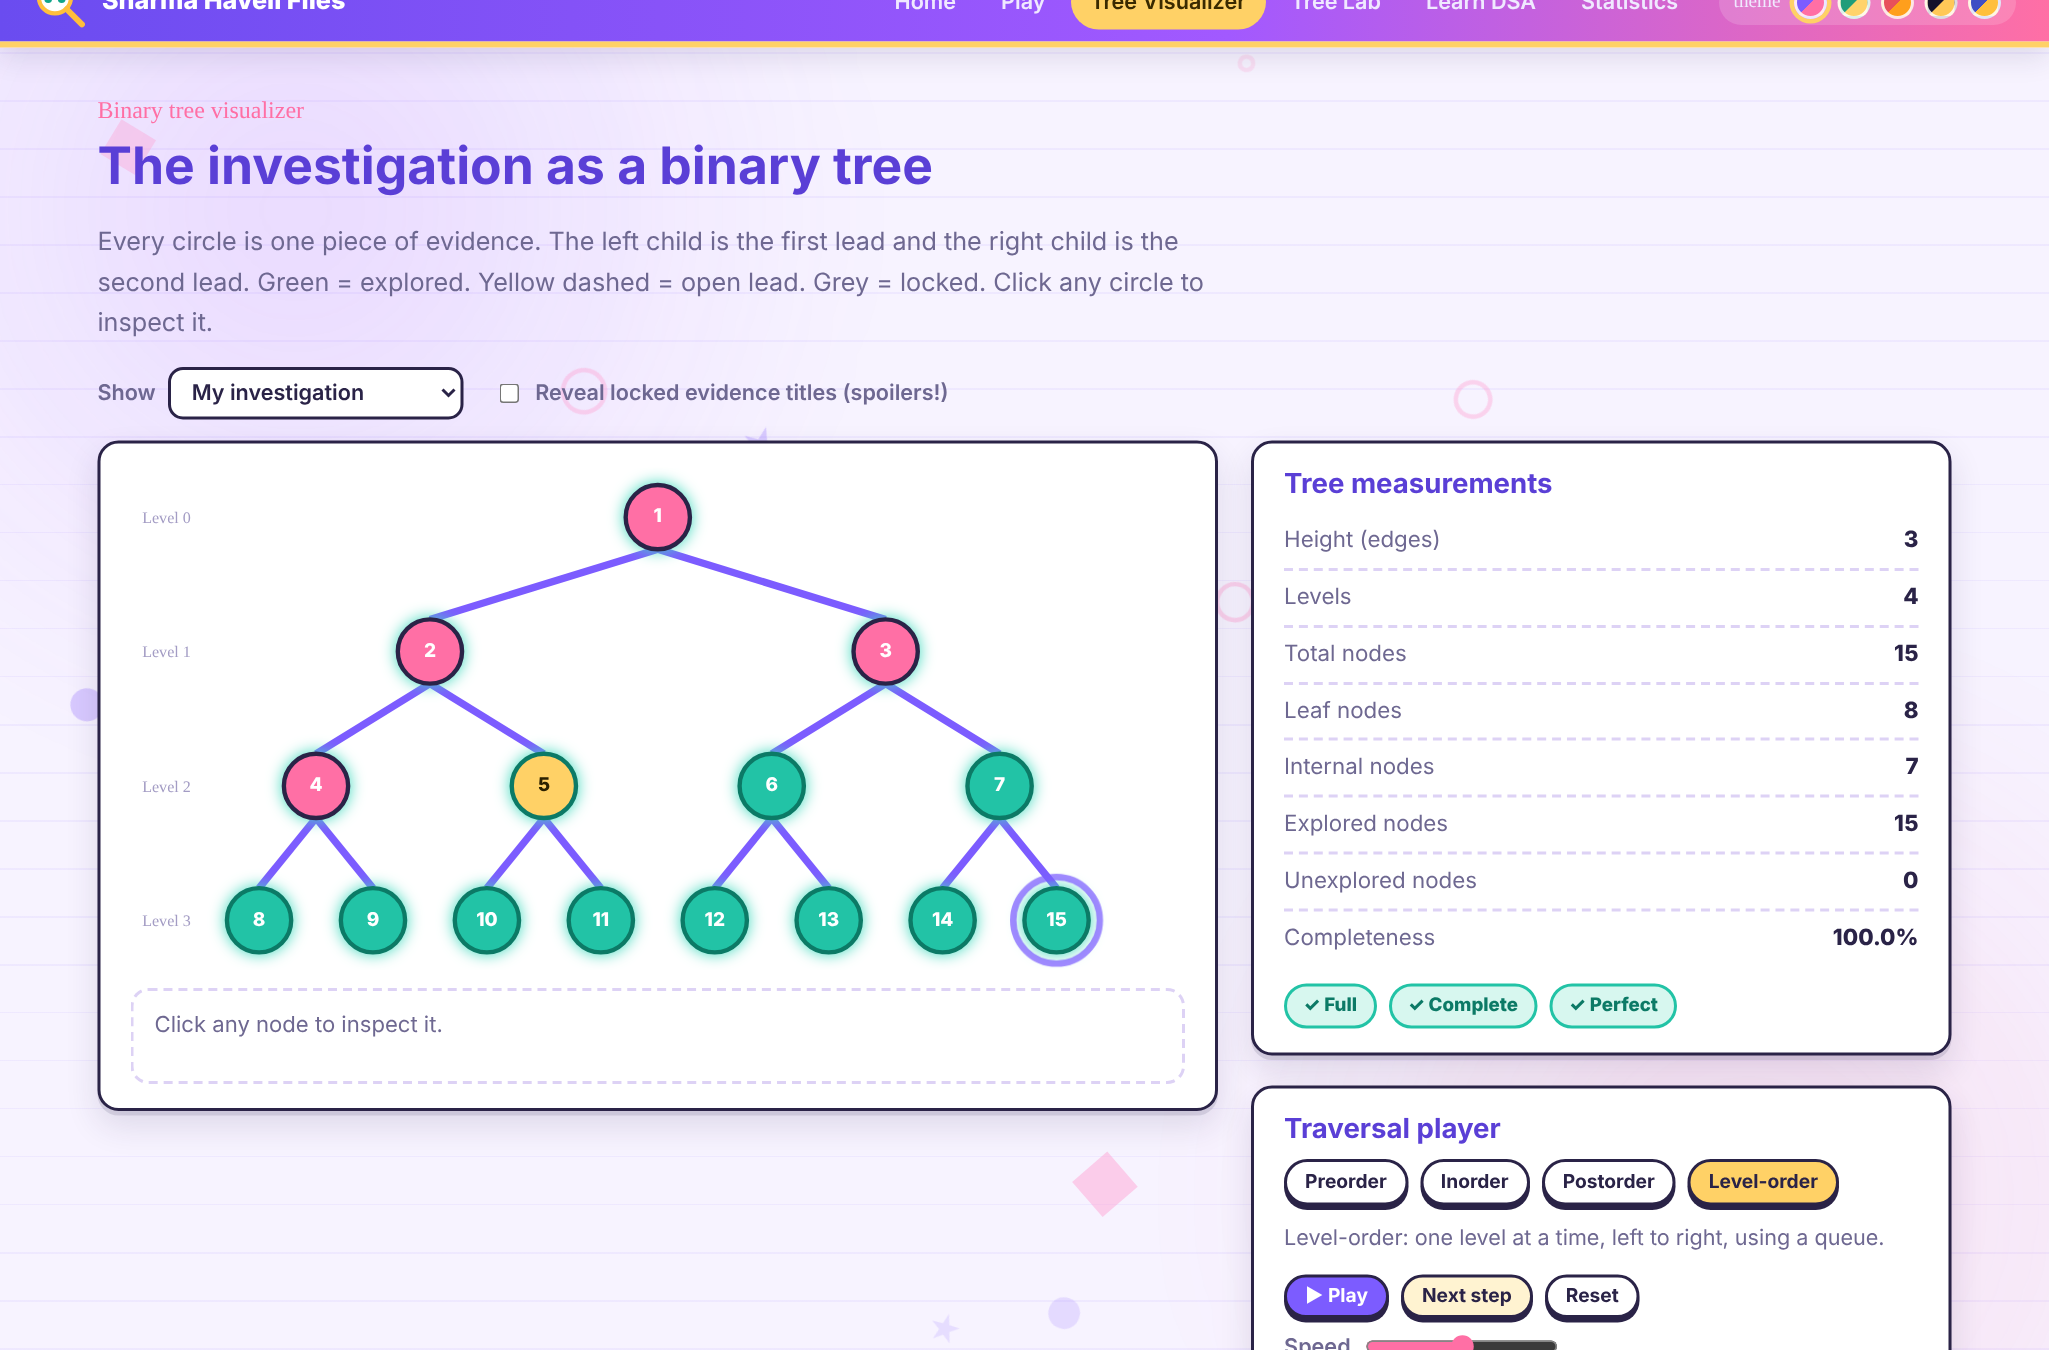 Sharma Haveli Files
Home Play Tree Visualizer Tree Lab Learn DSA Statistics theme
Binary tree visualizer
The investigation as a binary tree
Every circle is one piece of evidence. The left child is the first lead and the right child is the
second lead. Green = explored. Yellow dashed = open lead. Grey = locked. Click any circle to
inspect it.
Show My investigation Reveal locked evidence titles (spoilers!)
Level 0 1
Level 1 2 3
Level 2 4 5 6 7
Level 3 8 9 10 11 12 13 14 15
Click any node to inspect it.
Tree measurements
Height (edges) 3
Levels 4
Total nodes 15
Leaf nodes 8
Internal nodes 7
Explored nodes 15
Unexplored nodes 0
Completeness 100.0%
✓ Full ✓ Complete ✓ Perfect
Traversal player
Preorder Inorder Postorder Level-order
Level-order: one level at a time, left to right, using a queue.
▶ Play Next step Reset
Speed